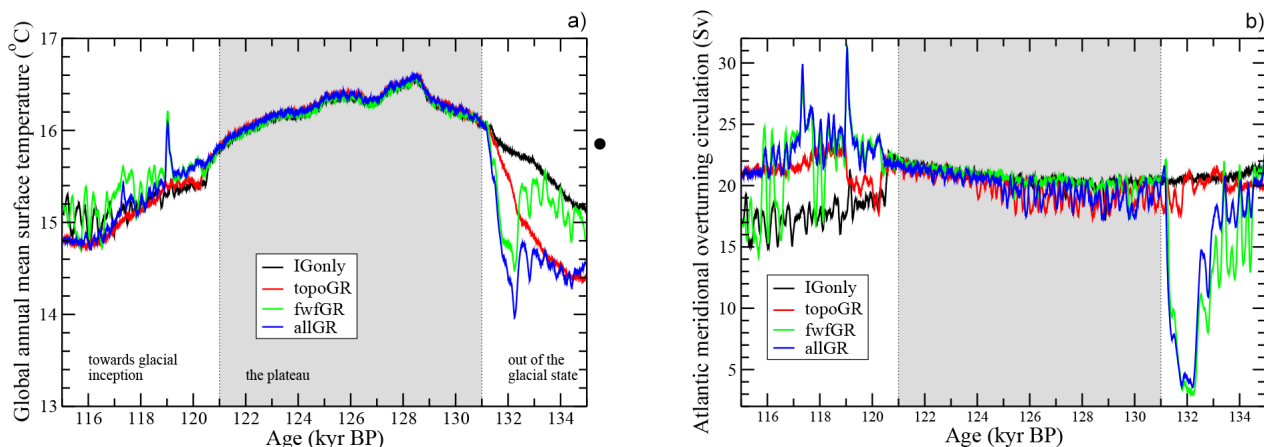 a)
Global annual mean surface temperature (°C)
17
16
15
14
13
IGonly
topoGR
fwfGR
allGR
towards glacial
inception
the plateau
out of the
glacial state
116 118 120 122 124 126 128 130 132 134
Age (kyr BP)
b)
Atlantic meridional overturning circulation (Sv)
30
25
20
15
10
5
IGonly
topoGR
fwfGR
allGR
116 118 120 122 124 126 128 130 132 134
Age (kyr BP)